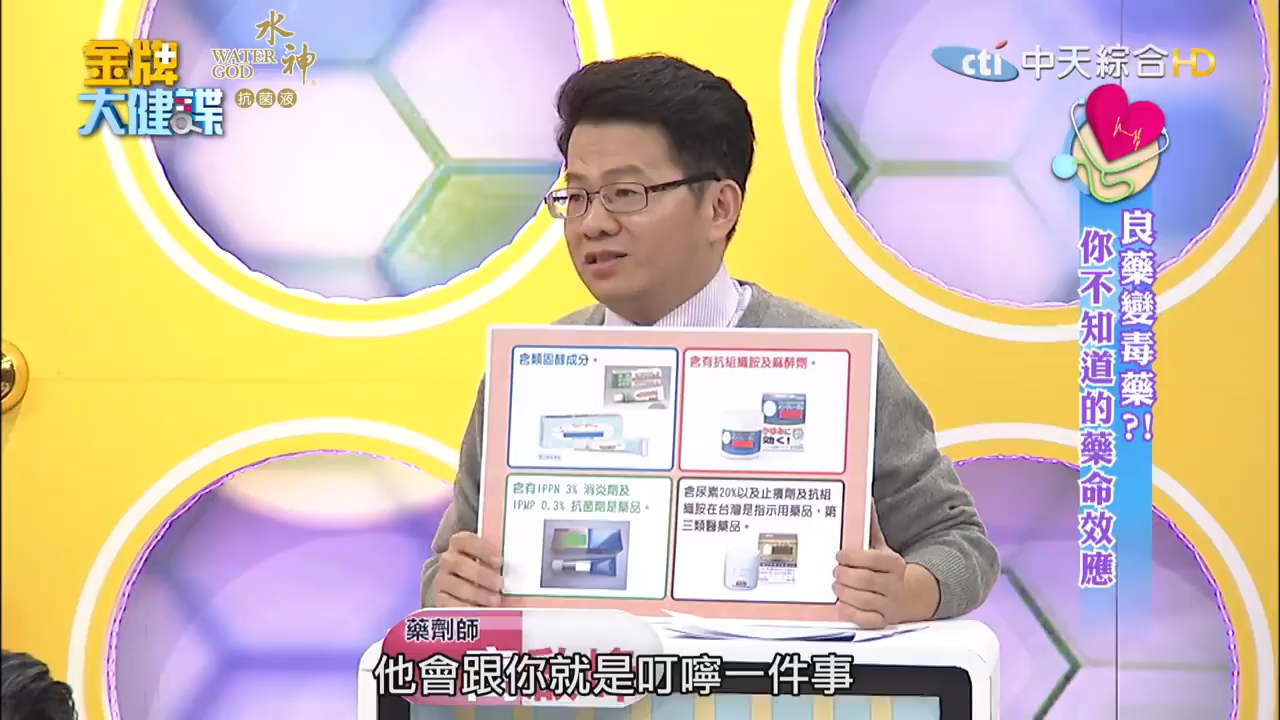 金牌
大健諜
水神
WATER
GOD
抗菌液
cti 中天綜合HD
良藥變毒藥?!
你不知道的藥命效應
含類固醇成分。
含有抗組織胺及麻醉劑。
かゆみに
効く!
含有IPPN 3% 消炎劑及
IPMP 0.3% 抗菌劑是藥品。
含尿素20%以及止癢劑及抗組
織胺在台灣是指示用藥品，第
三類醫藥品。
藥劑師
他會跟你就是叮嚀一件事